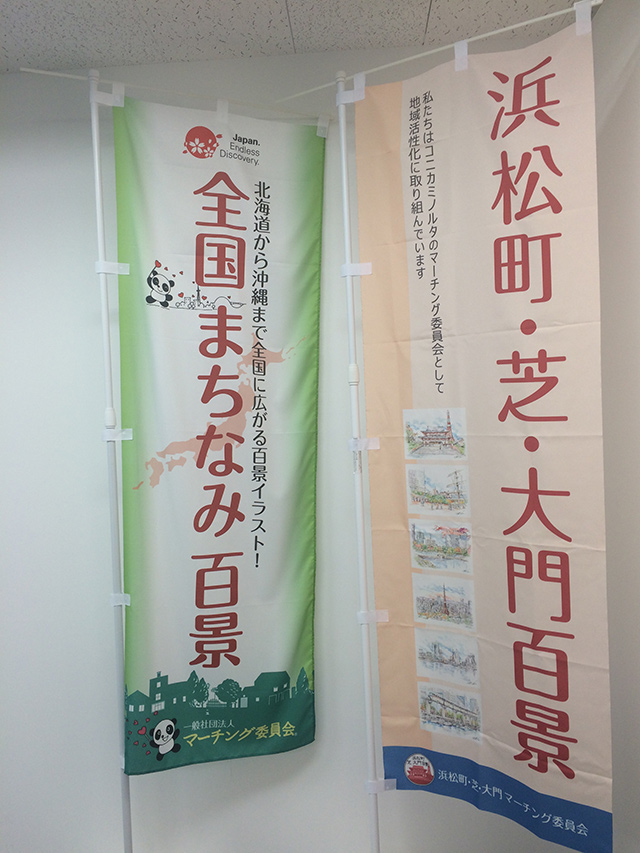 Japan.
Endless
Discovery.
北海道から沖縄まで全国に広がる百景イラスト!
全国まちなみ百景
一般社団法人
マーチング委員会®
浜松町・芝・大門百景
私たちはコニカミノルタのマーチング委員会として
地域活性化に取り組んでいます
浜松町・芝・大門マーチング委員会